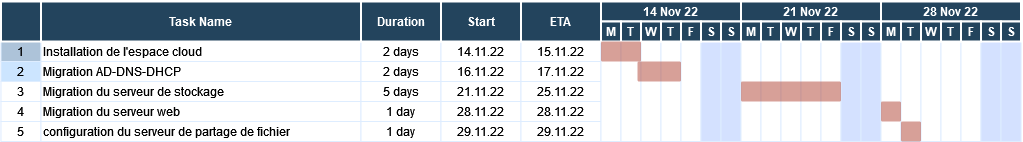 Task Name Duration Start ETA 14 Nov 22 21 Nov 22 28 Nov 22
M T W T F S S M T W T F S S M T W T F S S
1 Installation de l'espace cloud 2 days 14.11.22 15.11.22
2 Migration AD-DNS-DHCP 2 days 16.11.22 17.11.22
3 Migration du serveur de stockage 5 days 21.11.22 25.11.22
4 Migration du serveur web 1 day 28.11.22 28.11.22
5 configuration du serveur de partage de fichier 1 day 29.11.22 29.11.22